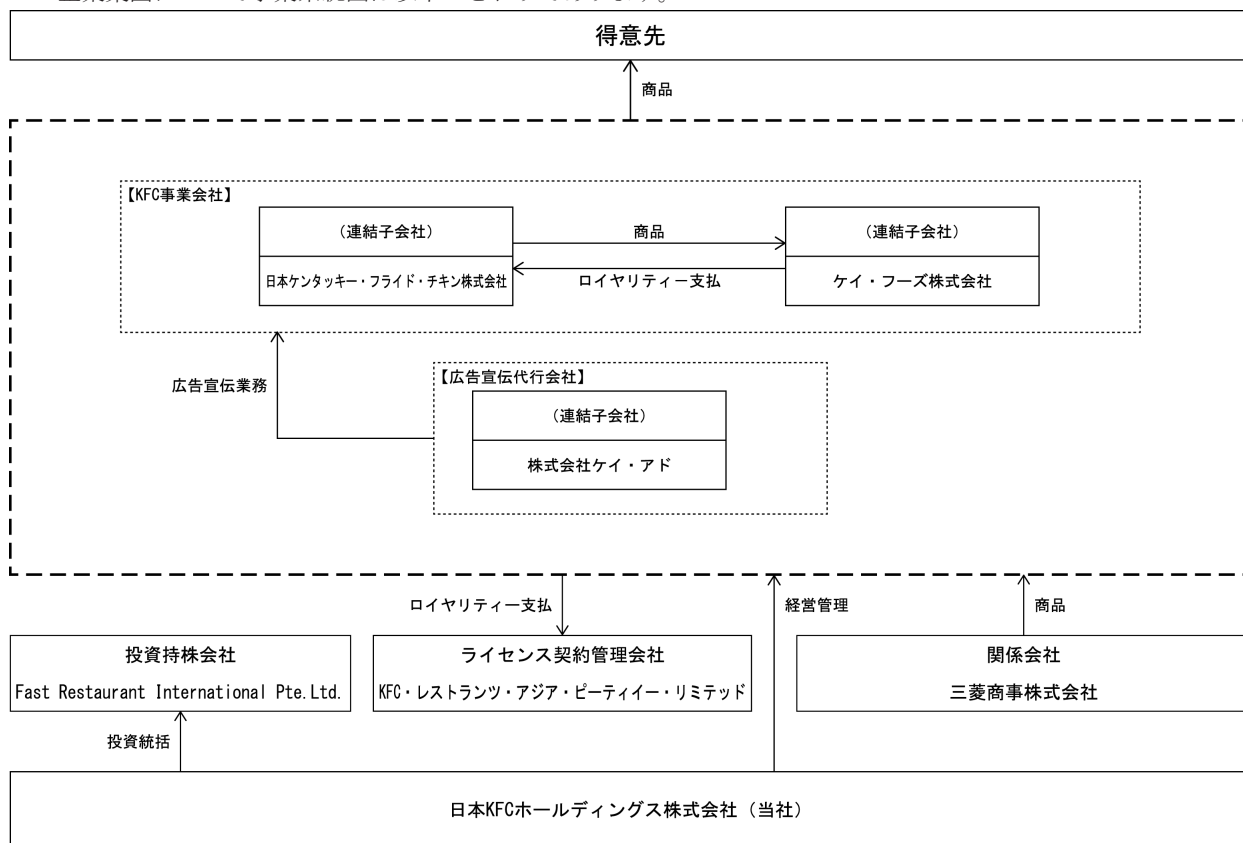 得意先
商品
【KFC事業会社】
（連結子会社）
日本ケンタッキー・フライド・チキン株式会社
商品
ロイヤリティー支払
（連結子会社）
ケイ・フーズ株式会社
広告宣伝業務
【広告宣伝代行会社】
（連結子会社）
株式会社ケイ・アド
ロイヤリティー支払
経営管理
商品
投資持株会社
Fast Restaurant International Pte.Ltd.
ライセンス契約管理会社
KFC・レストランツ・アジア・ピーティイー・リミテッド
関係会社
三菱商事株式会社
投資統括
日本KFCホールディングス株式会社（当社）